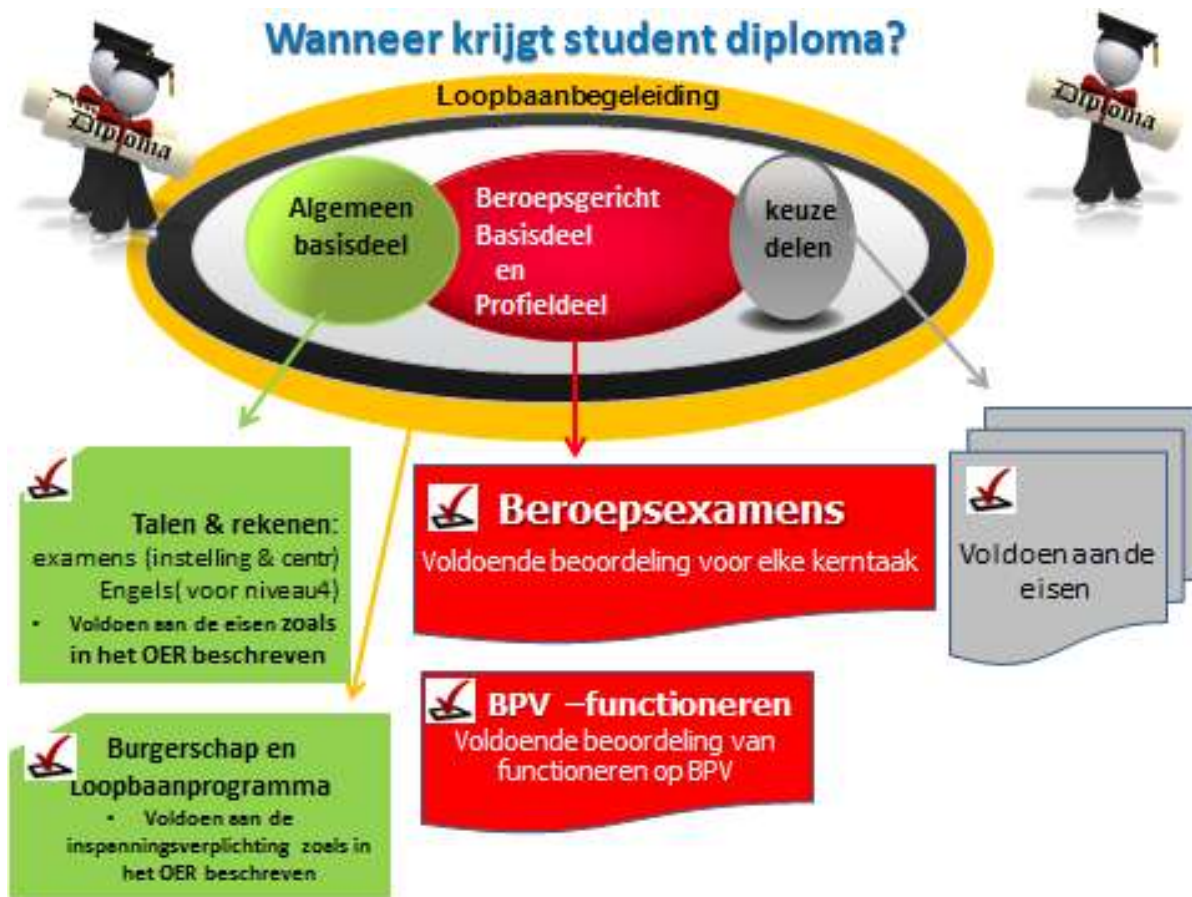 Wanneer krijgt student diploma?
Diploma
Diploma
Loopbaanbegeleiding
Algemeen
basisdeel
Beroepsgericht
Basisdeel
en
Profieldeel
keuze
delen
Talen & rekenen:
examens (instelling & centr)
Engels( voor niveau4)
• Voldoen aan de eisen zoals
in het OER beschreven
Burgerschap en
Loopbaanprogramma
• Voldoen aan de
inspanningsverplichting zoals in
het OER beschreven
Beroepsexamens
Voldoende beoordeling voor elke kerntaak
BPV –functioneren
Voldoende beoordeling van
functioneren op BPV
Voldoen aan de
eisen